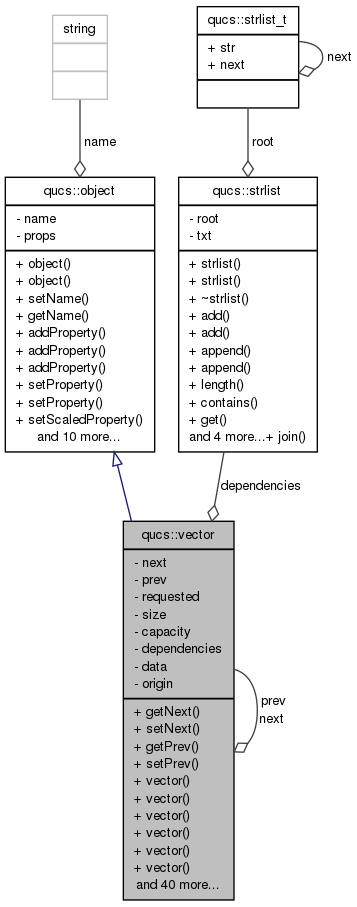 string
qucs::strlist_t
+ str
+ next
next
name
root
qucs::object
- name
- props
+ object()
+ object()
+ setName()
+ getName()
+ addProperty()
+ addProperty()
+ addProperty()
+ setProperty()
+ setProperty()
+ setScaledProperty()
and 10 more...
qucs::strlist
- root
- txt
+ strlist()
+ strlist()
+ ~strlist()
+ add()
+ add()
+ append()
+ append()
+ length()
+ contains()
+ get()
and 4 more...+ join()
dependencies
qucs::vector
- next
- prev
- requested
- size
- capacity
- dependencies
- data
- origin
+ getNext()
+ setNext()
+ getPrev()
+ setPrev()
+ vector()
+ vector()
+ vector()
+ vector()
+ vector()
+ vector()
and 40 more...
prev
next